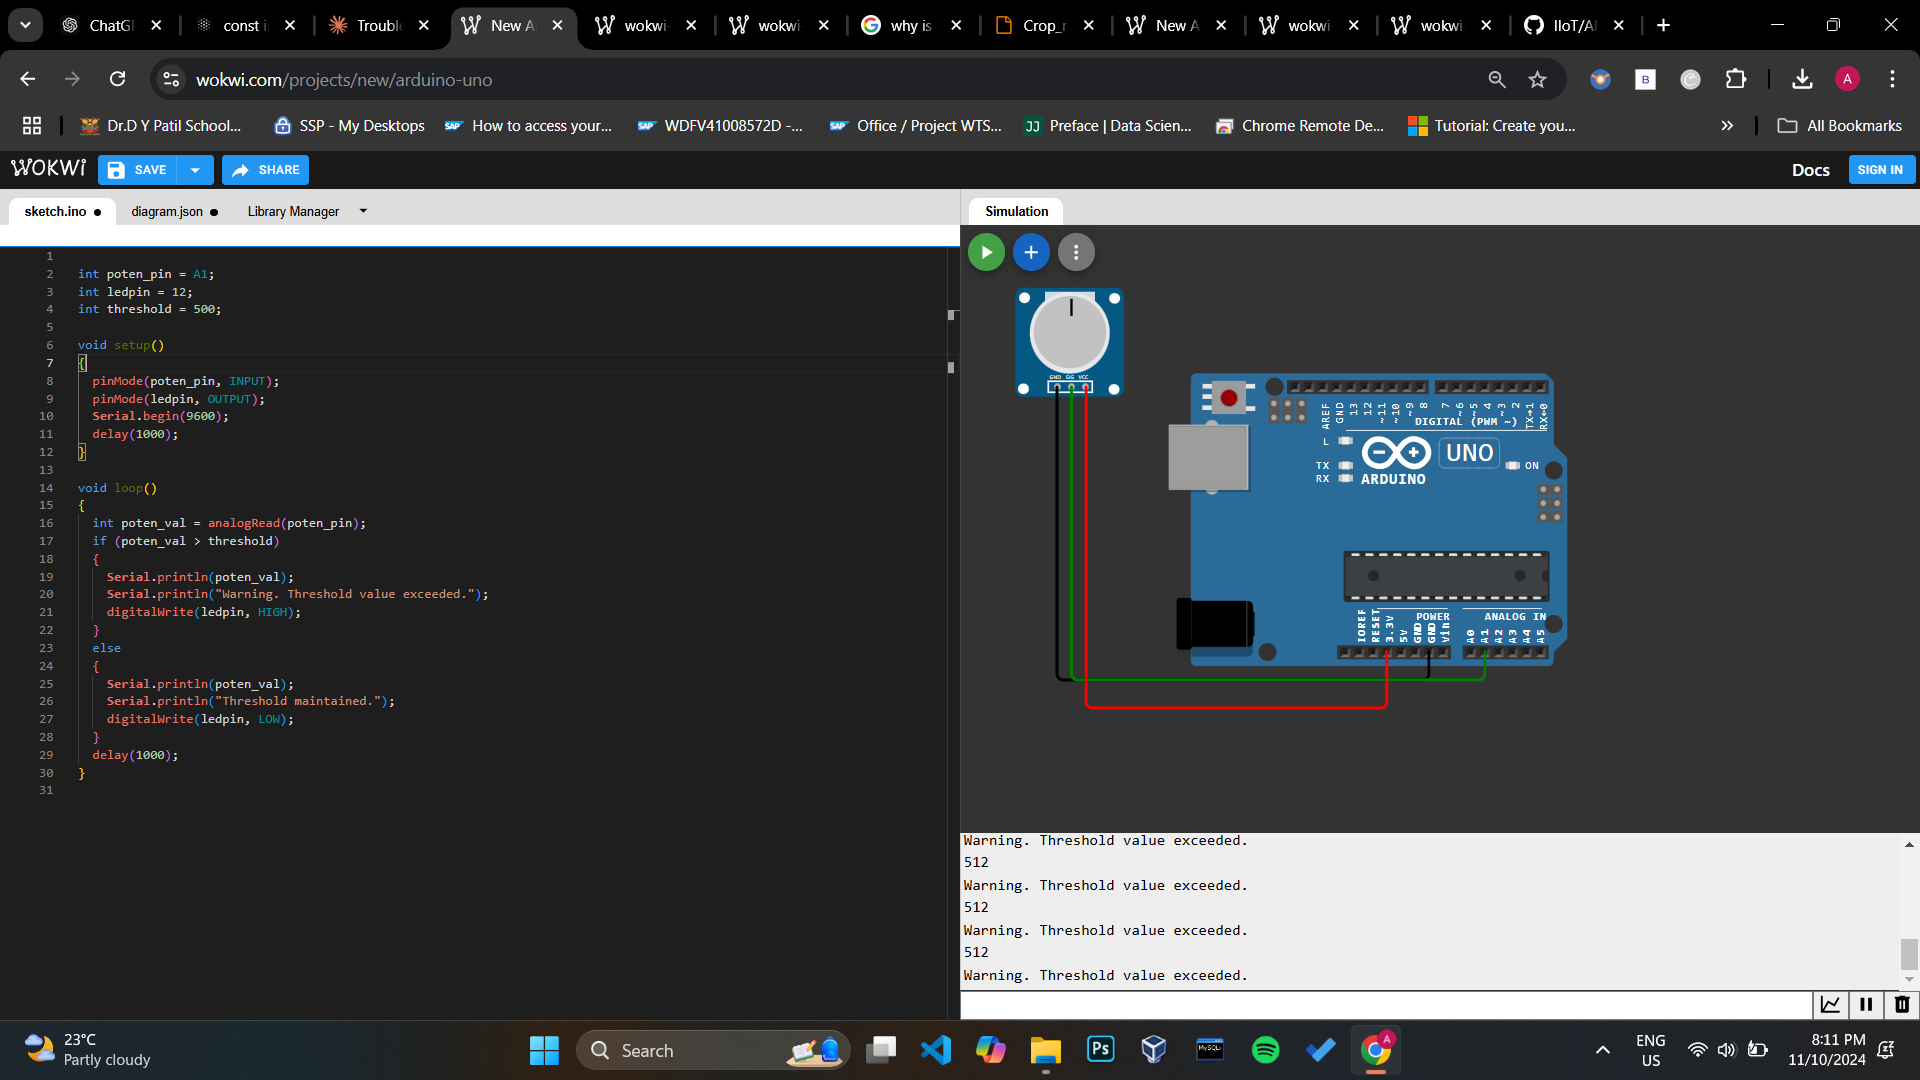 ChatGP
const i
Trouble
New A
wokwi-
wokwi-
why is
Crop_r
New A
wokwi-
wokwi-
IIoT/Al
wokwi.com/projects/new/arduino-uno
B
A
Dr.D Y Patil School...
SSP - My Desktops
SAP How to access your...
SAP WDFV41008572D -...
SAP Office / Project WTS...
JJ Preface | Data Scien...
Chrome Remote De...
Tutorial: Create you...
All Bookmarks
WOKWi
SAVE
SHARE
Docs
SIGN IN
sketch.ino
diagram.json
Library Manager
Simulation
1
2 int poten_pin = A1;
3 int ledpin = 12;
4 int threshold = 500;
5
6 void setup()
7 {
8 pinMode(poten_pin, INPUT);
9 pinMode(ledpin, OUTPUT);
10 Serial.begin(9600);
11 delay(1000);
12 }
13
14 void loop()
15 {
16 int poten_val = analogRead(poten_pin);
17 if (poten_val > threshold)
18 {
19 Serial.println(poten_val);
20 Serial.println("Warning. Threshold value exceeded.");
21 digitalWrite(ledpin, HIGH);
22 }
23 else
24 {
25 Serial.println(poten_val);
26 Serial.println("Threshold maintained.");
27 digitalWrite(ledpin, LOW);
28 }
29 delay(1000);
30 }
31
GND SIG VCC
AREF GND 13 12 ~11 ~10 ~9 8 7 ~6 ~5 4 ~3 2 TX→1 RX←0
DIGITAL (PWM ~)
L
TX
RX
UNO
ARDUINO
ON
POWER
ANALOG IN
IOREF RESET 3.3V 5V GND GND Vin A0 A1 A2 A3 A4 A5
Warning. Threshold value exceeded.
512
Warning. Threshold value exceeded.
512
Warning. Threshold value exceeded.
512
Warning. Threshold value exceeded.
23°C
Partly cloudy
Search
Ps
MySQL
A
ENG
US
8:11 PM
11/10/2024